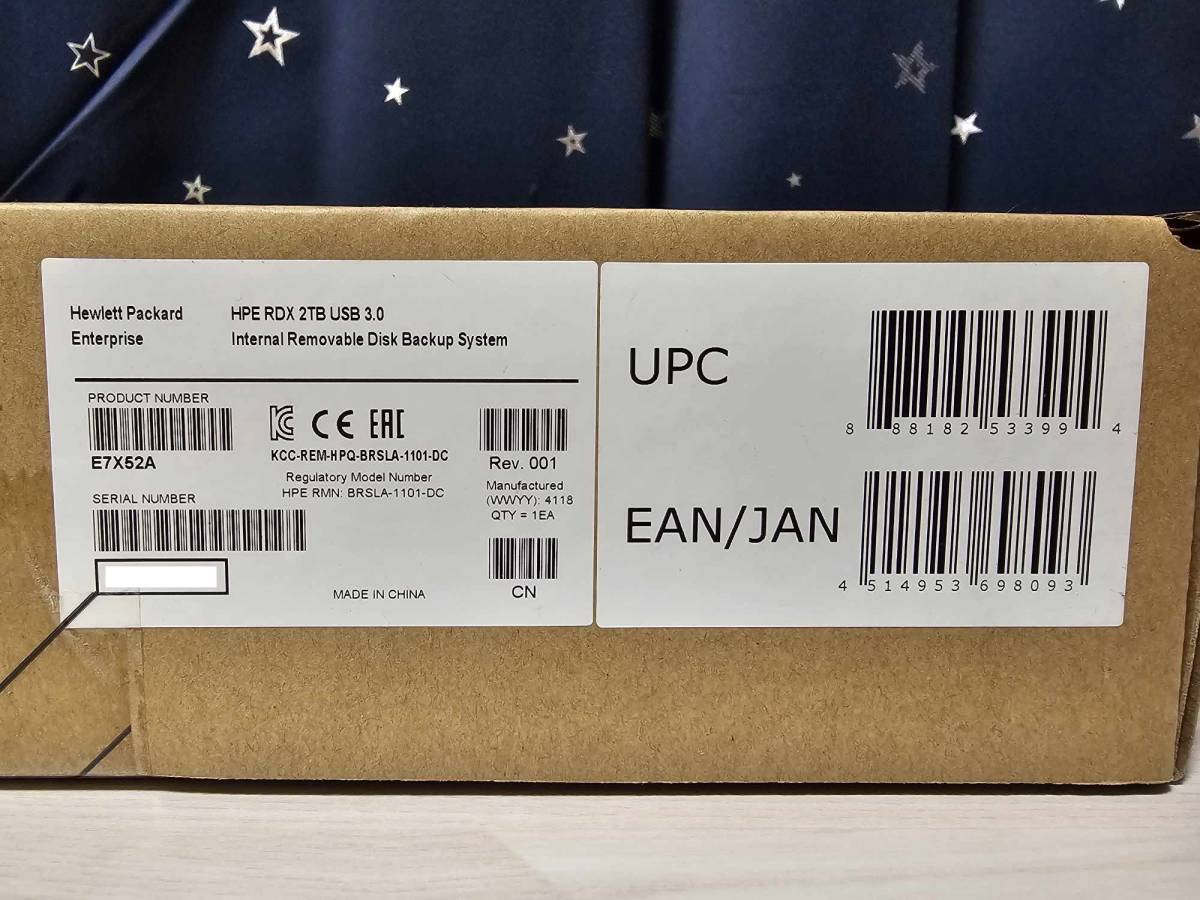 Hewlett Packard
Enterprise
HPE RDX 2TB USB 3.0
Internal Removable Disk Backup System
PRODUCT NUMBER
E7X52A
SERIAL NUMBER
CE EAC
KCC-REM-HPQ-BRSLA-1101-DC
Regulatory Model Number
HPE RMN: BRSLA-1101-DC
Rev. 001
Manufactured
(WWYY): 4118
QTY = 1EA
CN
MADE IN CHINA
UPC
8 88182 53399 4
EAN/JAN
4 514953 698093